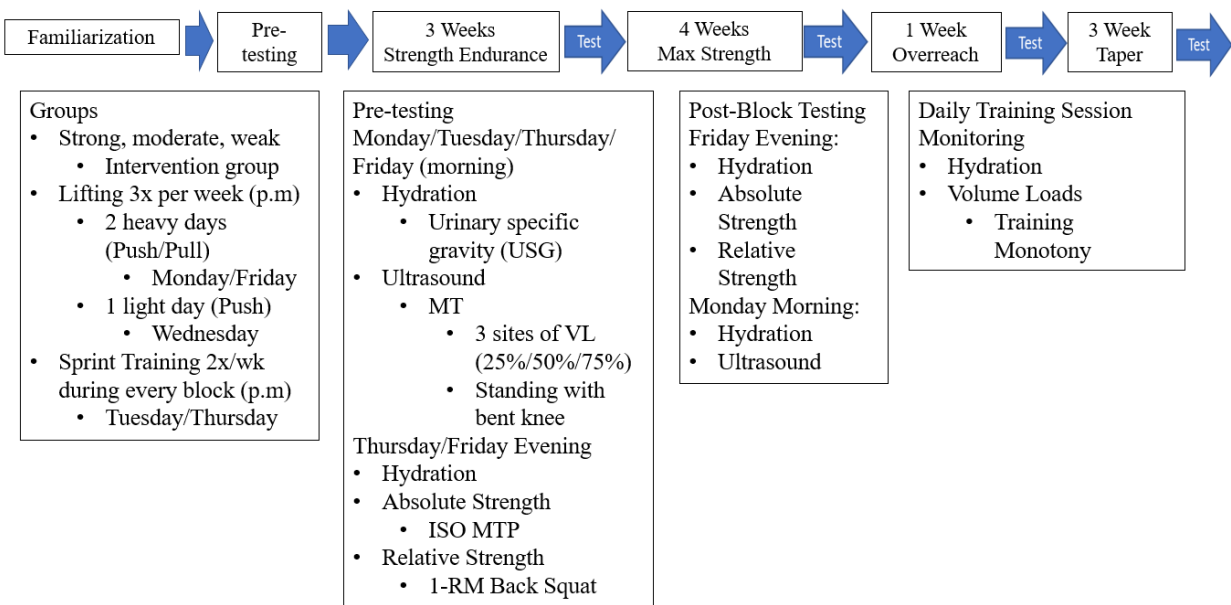 Familiarization
Pre-
testing
3 Weeks
Strength Endurance
Test
4 Weeks
Max Strength
Test
1 Week
Overreach
Test
3 Week
Taper
Test
Groups
• Strong, moderate, weak
• Intervention group
• Lifting 3x per week (p.m)
• 2 heavy days
(Push/Pull)
• Monday/Friday
• 1 light day (Push)
• Wednesday
• Sprint Training 2x/wk
during every block (p.m)
• Tuesday/Thursday
Pre-testing
Monday/Tuesday/Thursday/
Friday (morning)
• Hydration
• Urinary specific
gravity (USG)
• Ultrasound
• MT
• 3 sites of VL
(25%/50%/75%)
• Standing with
bent knee
Thursday/Friday Evening
• Hydration
• Absolute Strength
• ISO MTP
• Relative Strength
• 1-RM Back Squat
Post-Block Testing
Friday Evening:
• Hydration
• Absolute
Strength
• Relative
Strength
Monday Morning:
• Hydration
• Ultrasound
Daily Training Session
Monitoring
• Hydration
• Volume Loads
• Training
Monotony